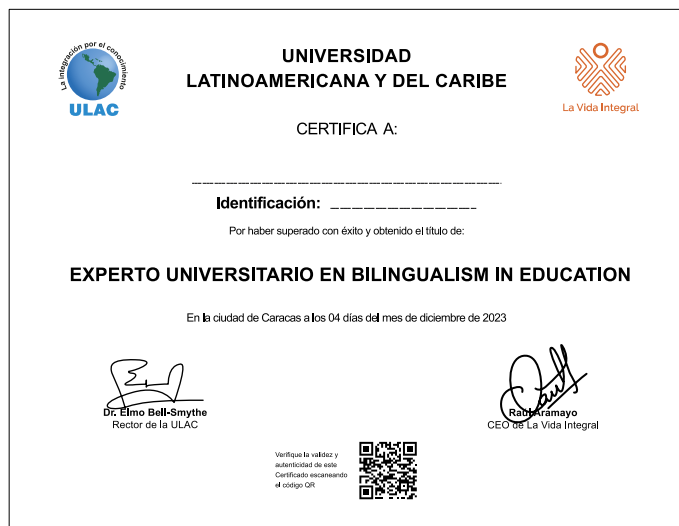 La integración por el conocimiento
ULAC
UNIVERSIDAD
LATINOAMERICANA Y DEL CARIBE
La Vida Integral
CERTIFICA A:
Identificación:
Por haber superado con éxito y obtenido el título de:
EXPERTO UNIVERSITARIO EN BILINGUALISM IN EDUCATION
En la ciudad de Caracas a los 04 días del mes de diciembre de 2023
Dr. Elmo Bell-Smythe
Rector de la ULAC
Raúl Aramayo
CEO de La Vida Integral
Verifique la validez y
autenticidad de este
Certificado escaneando
el código QR